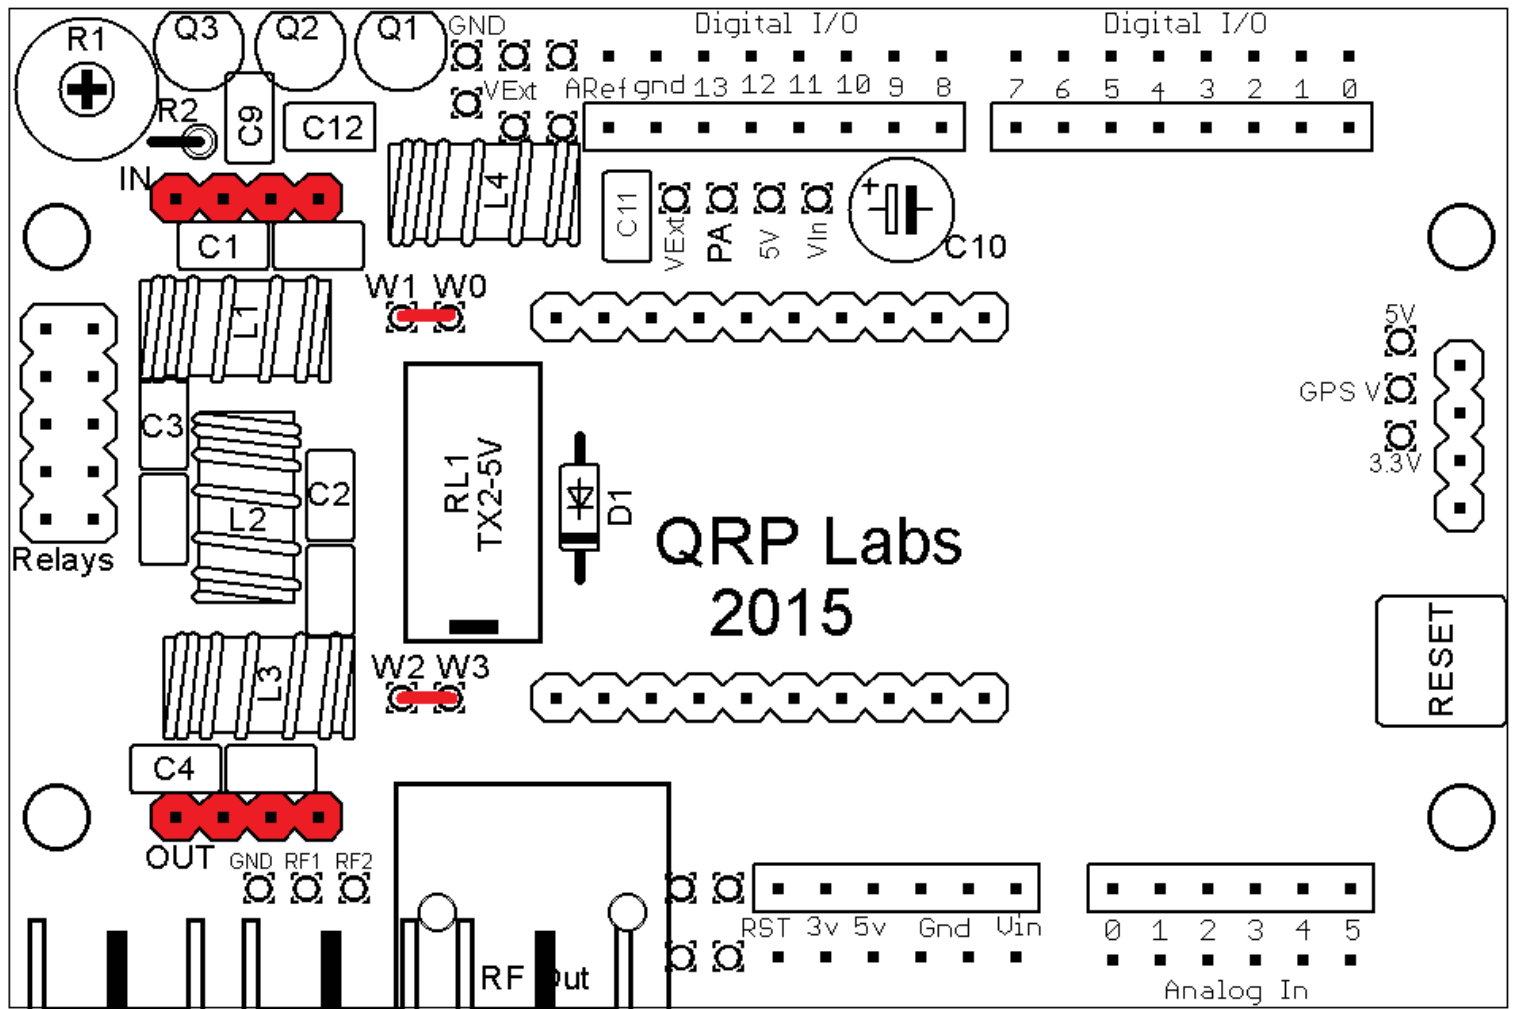 R1
Q3
Q2
Q1
GND
Digital I/O
Digital I/O
VExt
ARef gnd 13 12 11 10 9 8
7 6 5 4 3 2 1 0
R2
C9
C12
IN
L4
C11
VExt
PA
5V
VIn
+
C10
C1
W1 W0
L1
5V
GPS V
3.3V
C3
C2
L2
RL1
TX2-5V
D1
QRP Labs
2015
Relays
RESET
L3
W2 W3
C4
OUT
GND RF1 RF2
RST 3v 5v Gnd Vin
0 1 2 3 4 5
RF Out
Analog In